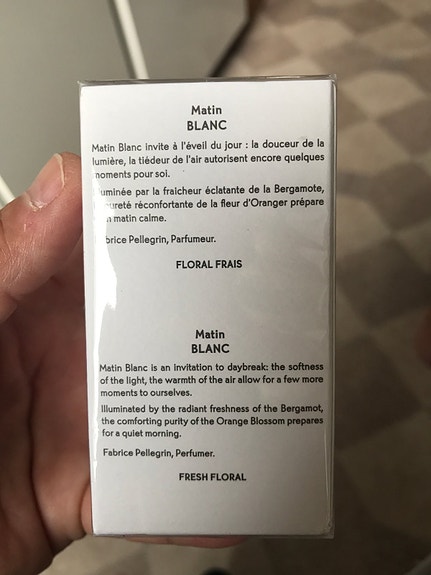 Matin
BLANC
Matin Blanc invite à l'éveil du jour : la douceur de la
lumière, la tiédeur de l'air autorisent encore quelques
moments pour soi.
uminée par la fraicheur éclatante de la Bergamote,
pureté réconfortante de la fleur d'Oranger prépare
n matin calme.
Fabrice Pellegrin, Parfumeur.
FLORAL FRAIS
Matin
BLANC
Matin Blanc is an invitation to daybreak: the softness
of the light, the warmth of the air allow for a few more
moments to ourselves.
Illuminated by the radiant freshness of the Bergamot,
the comforting purity of the Orange Blossom prepares
for a quiet morning.
Fabrice Pellegrin, Perfumer.
FRESH FLORAL